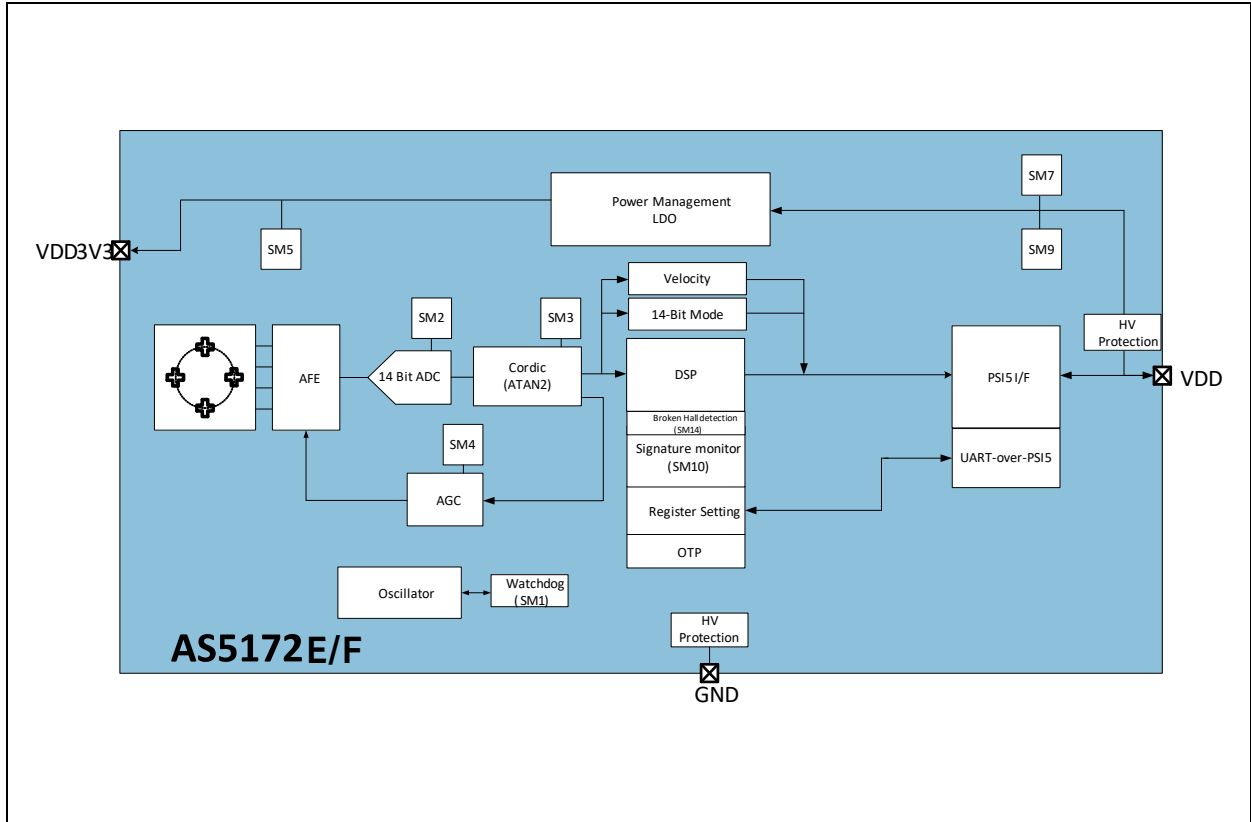 SM7
Power Management
LDO
VDD3V3
SM5
SM9
Velocity
SM2
SM3
14-Bit Mode
HV
Protection
AFE
14 Bit ADC
Cordic
(ATAN2)
DSP
PSI5 I/F
VDD
Broken Hall detection
(SM14)
SM4
Signature monitor
(SM10)
UART-over-PSI5
AGC
Register Setting
OTP
Oscillator
Watchdog
(SM1)
HV
Protection
AS5172E/F
GND